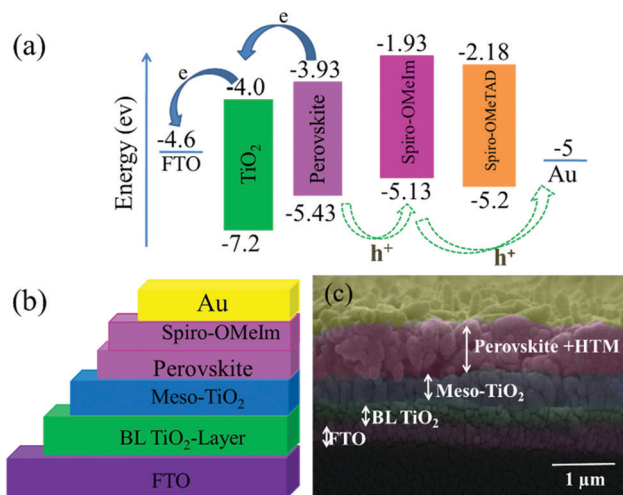 (a)
Energy (ev)
e
e
-4.6
FTO
-4.0
TiO₂
-7.2
-3.93
Perovskite
-5.43
-1.93
Spiro-OMeIm
-5.13
-2.18
Spiro-OMeTAD
-5.2
-5
Au
h⁺
h⁺
(b)
Au
Spiro-OMeIm
Perovskite
Meso-TiO₂
BL TiO₂-Layer
FTO
(c)
Perovskite +HTM
Meso-TiO₂
BL TiO₂
FTO
1 µm